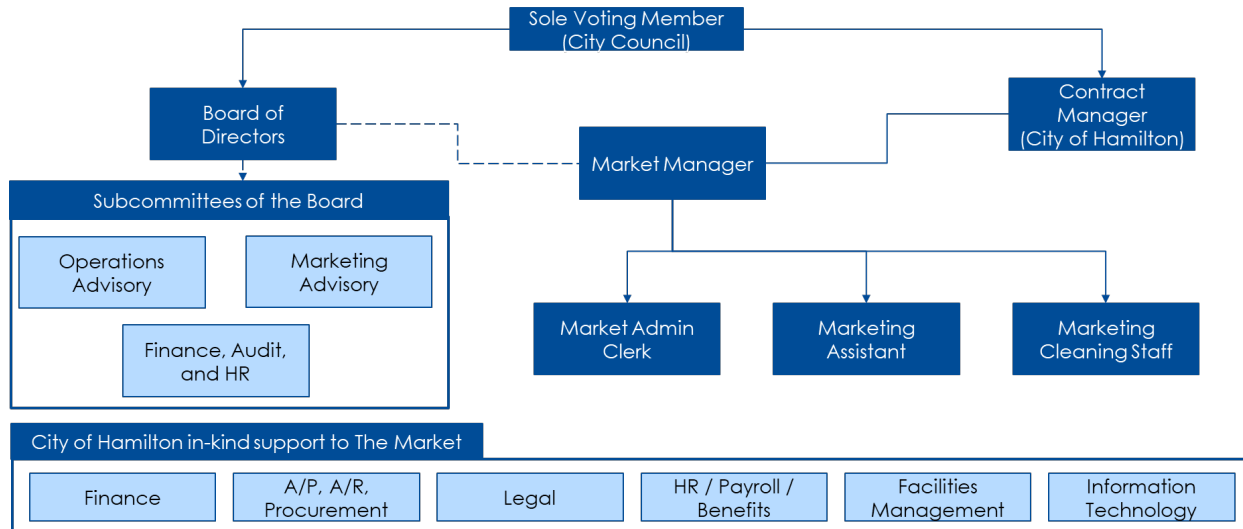 Sole Voting Member
(City Council)
Board of
Directors
Contract
Manager
(City of Hamilton)
Market Manager
Subcommittees of the Board
Operations
Advisory
Marketing
Advisory
Finance, Audit,
and HR
Market Admin
Clerk
Marketing
Assistant
Marketing
Cleaning Staff
City of Hamilton in-kind support to The Market
Finance
A/P, A/R,
Procurement
Legal
HR / Payroll /
Benefits
Facilities
Management
Information
Technology